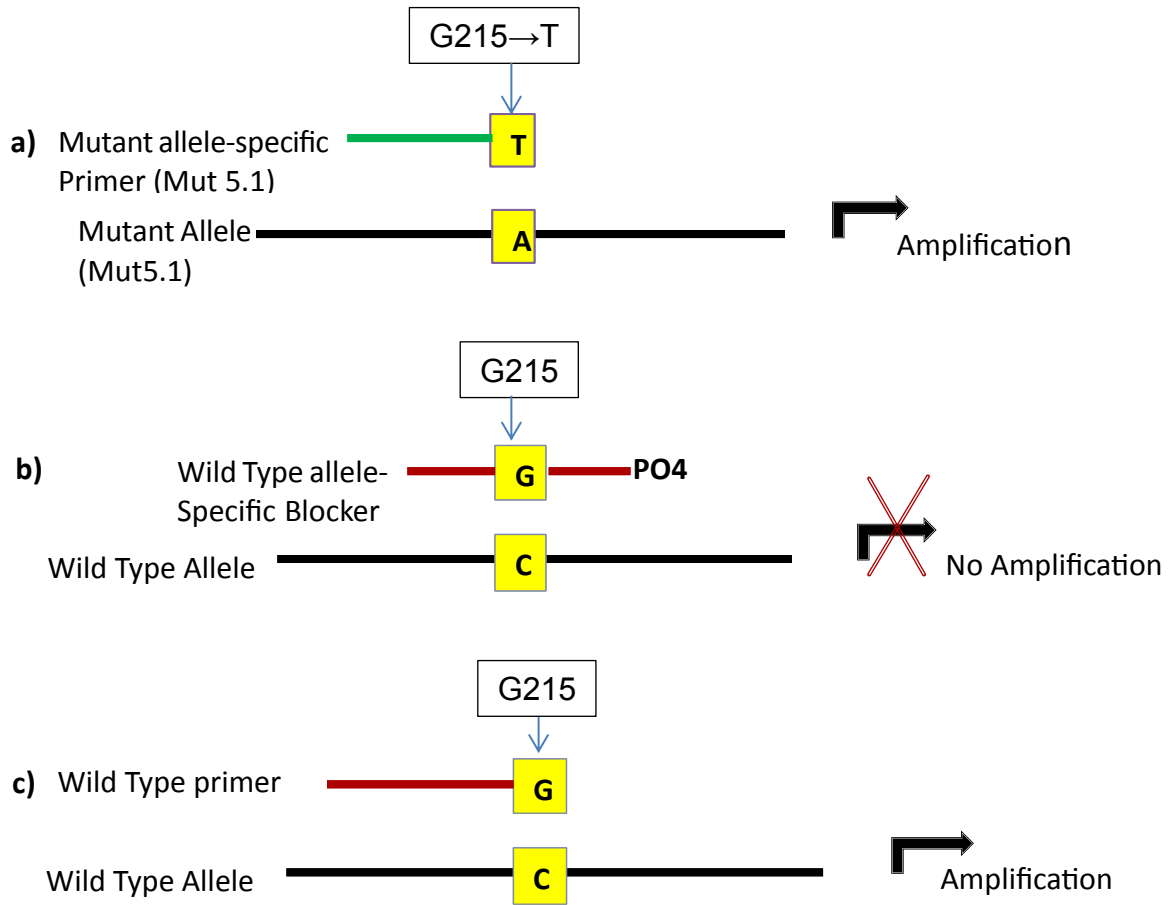 G215→T
a) Mutant allele-specific
Primer (Mut 5.1)
T
Mutant Allele
(Mut5.1)
A
Amplification
G215
b) Wild Type allele-
Specific Blocker
G
PO4
Wild Type Allele
C
No Amplification
G215
c) Wild Type primer
G
Wild Type Allele
C
Amplification